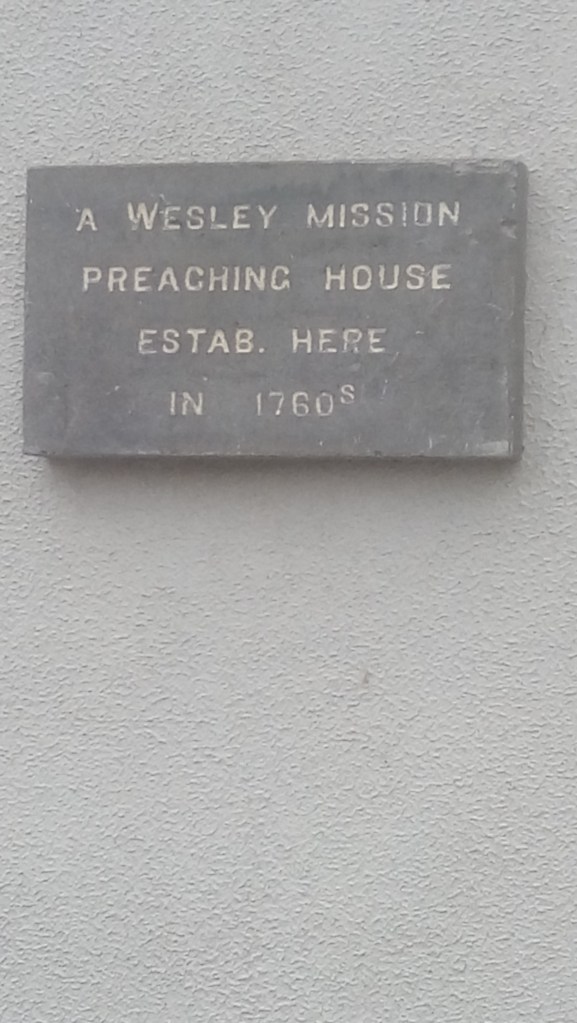 A WESLEY MISSION
PREACHING HOUSE
ESTAB. HERE
IN 1760S